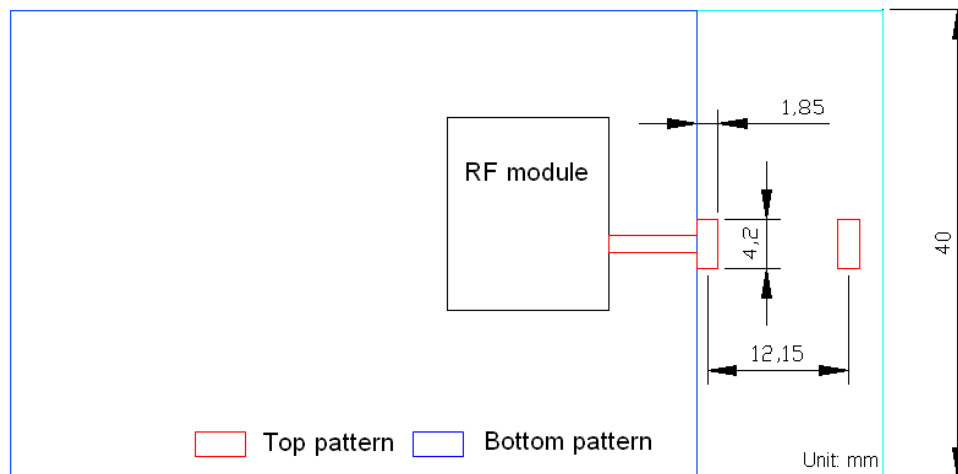 1,85
RF module
4,2
40
12,15
Top pattern
Bottom pattern
Unit: mm